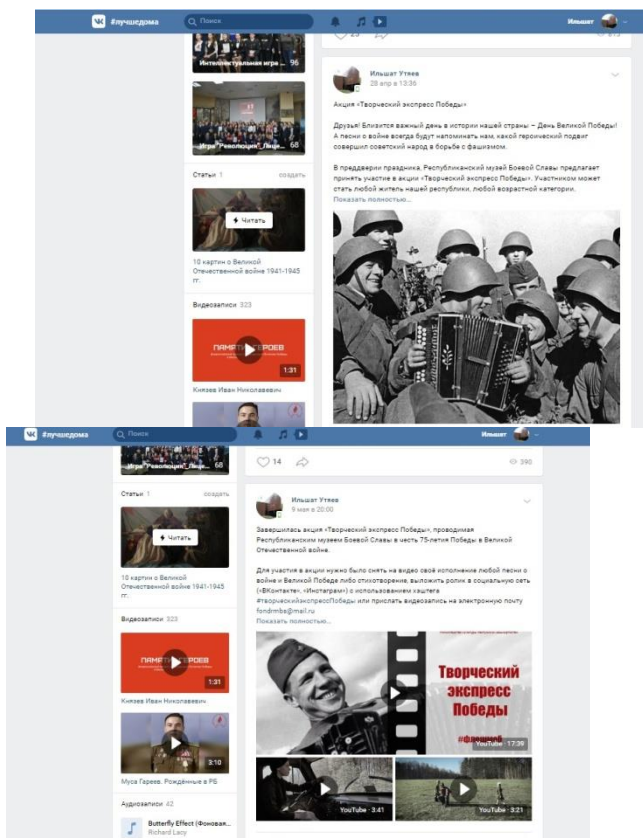 #лучшедома
Поиск
Ильшат
Интеллектуальная игра ... 96
Игра "Революция"_Лице... 68
Статьи 1 создать
Читать
10 картин о Великой
Отечественной войне 1941-1945
гг.
Видеозаписи 323
ПАМЯТИ ГЕРОЕВ
1:31
Князев Иван Николаевич
Ильшат Утяев
28 апр в 13:36
Акция «Творческий экспресс Победы»
Друзья! Близится важный день в истории нашей страны – День Великой Победы!
А песни о войне всегда будут напоминать нам, какой героический подвиг
совершил советский народ в борьбе с фашизмом.
В преддверии праздника, Республиканский музей Боевой Славы предлагает
принять участие в акции «Творческий экспресс Победы». Участником может
стать любой житель нашей республики, любой возрастной категории.
Показать полностью...
#лучшедома
Поиск
Ильшат
Игра "Революция"_Лице... 68
Статьи 1 создать
Читать
10 картин о Великой
Отечественной войне 1941-1945
гг.
Видеозаписи 323
ПАМЯТИ ГЕРОЕВ
1:31
Князев Иван Николаевич
3:10
Муса Гареев. Рождённые в РБ
Аудиозаписи 42
Butterfly Effect (Фоновая...
Richard Lacy
14
390
Ильшат Утяев
9 мая в 20:00
Завершилась акция «Творческий экспресс Победы», проводимая
Республиканским музеем Боевой Славы в честь 75-летия Победы в Великой
Отечественной войне.
Для участия в акции нужно было снять на видео своё исполнение любой песни о
войне и Великой Победе либо стихотворение, выложить ролик в социальную сеть
(«ВКонтакте», «Инстаграм») с использованием хэштега
#творческийэкспрессПобеды или прислать видеозапись на электронную почту
fondrmbs@mail.ru
Показать полностью...
Творческий
экспресс
Победы
#флешмоб
YouTube · 17:39
YouTube · 3:41
YouTube · 3:21